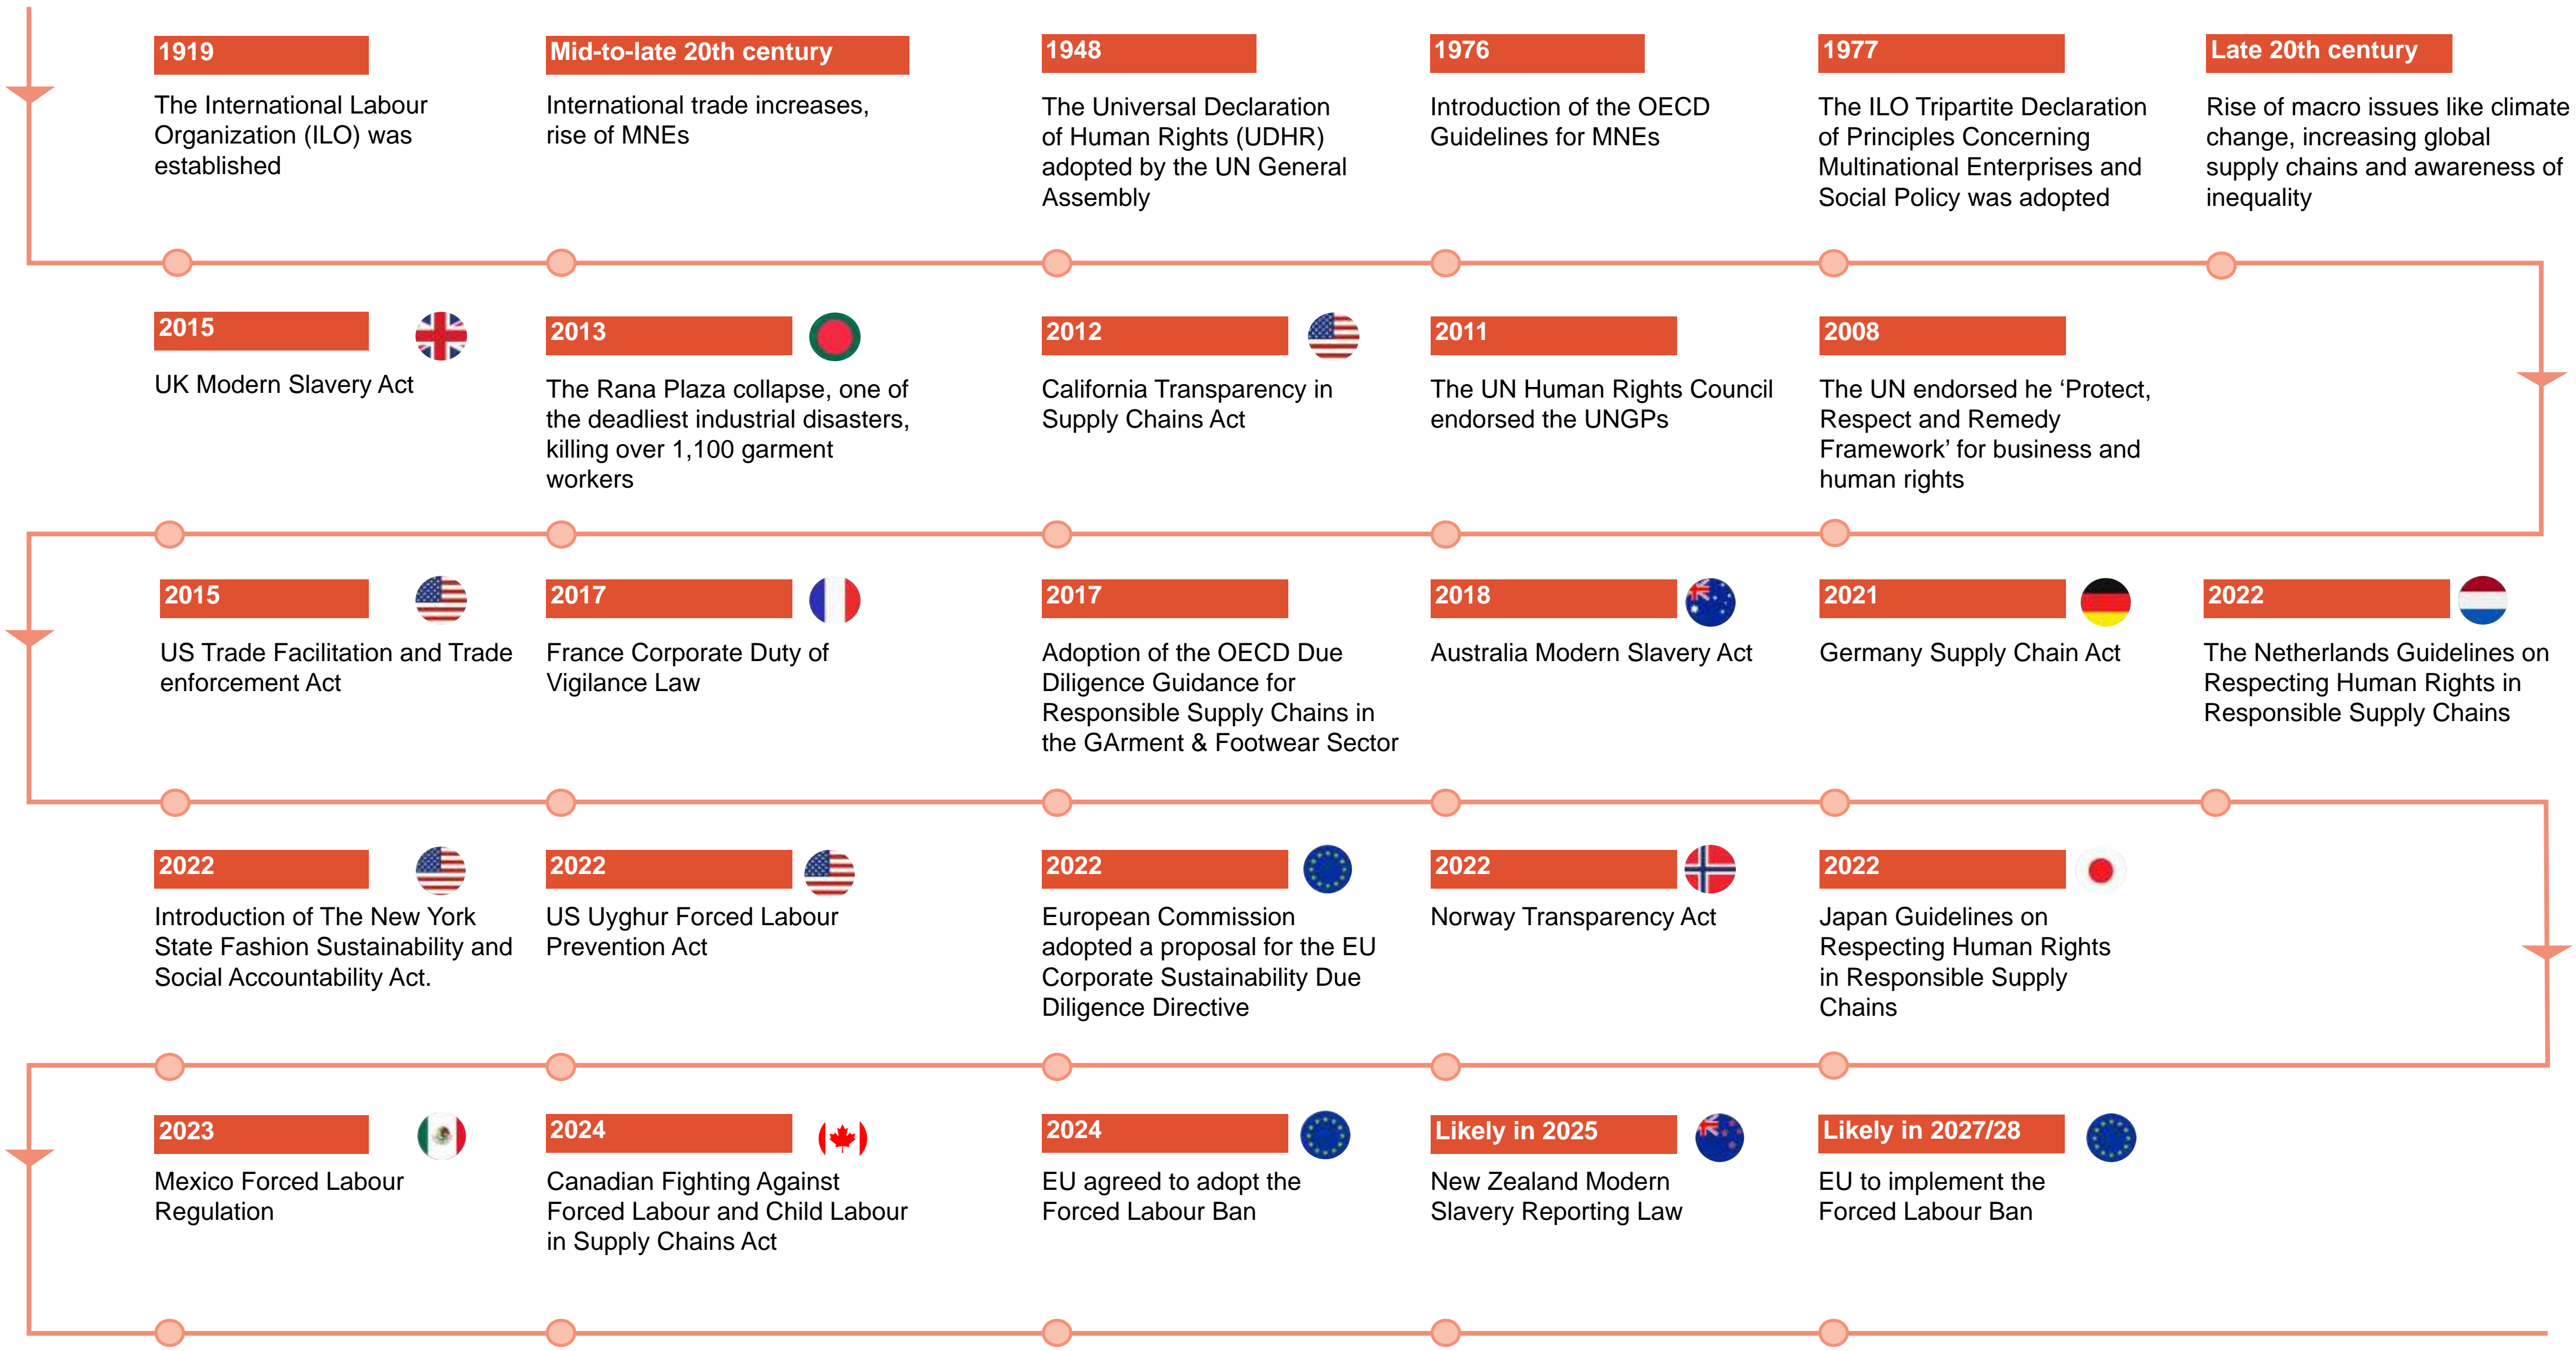 1919
The International Labour
Organization (ILO) was
established
Mid-to-late 20th century
International trade increases,
rise of MNEs
1948
The Universal Declaration
of Human Rights (UDHR)
adopted by the UN General
Assembly
1976
Introduction of the OECD
Guidelines for MNEs
1977
The ILO Tripartite Declaration
of Principles Concerning
Multinational Enterprises and
Social Policy was adopted
Late 20th century
Rise of macro issues like climate
change, increasing global
supply chains and awareness of
inequality
2015
UK Modern Slavery Act
2013
The Rana Plaza collapse, one of
the deadliest industrial disasters,
killing over 1,100 garment
workers
2012
California Transparency in
Supply Chains Act
2011
The UN Human Rights Council
endorsed the UNGPs
2008
The UN endorsed he ‘Protect,
Respect and Remedy
Framework’ for business and
human rights
2015
US Trade Facilitation and Trade
enforcement Act
2017
France Corporate Duty of
Vigilance Law
2017
Adoption of the OECD Due
Diligence Guidance for
Responsible Supply Chains in
the GArment & Footwear Sector
2018
Australia Modern Slavery Act
2021
Germany Supply Chain Act
2022
The Netherlands Guidelines on
Respecting Human Rights in
Responsible Supply Chains
2022
Introduction of The New York
State Fashion Sustainability and
Social Accountability Act.
2022
US Uyghur Forced Labour
Prevention Act
2022
European Commission
adopted a proposal for the EU
Corporate Sustainability Due
Diligence Directive
2022
Norway Transparency Act
2022
Japan Guidelines on
Respecting Human Rights
in Responsible Supply
Chains
2023
Mexico Forced Labour
Regulation
2024
Canadian Fighting Against
Forced Labour and Child Labour
in Supply Chains Act
2024
EU agreed to adopt the
Forced Labour Ban
Likely in 2025
New Zealand Modern
Slavery Reporting Law
Likely in 2027/28
EU to implement the
Forced Labour Ban